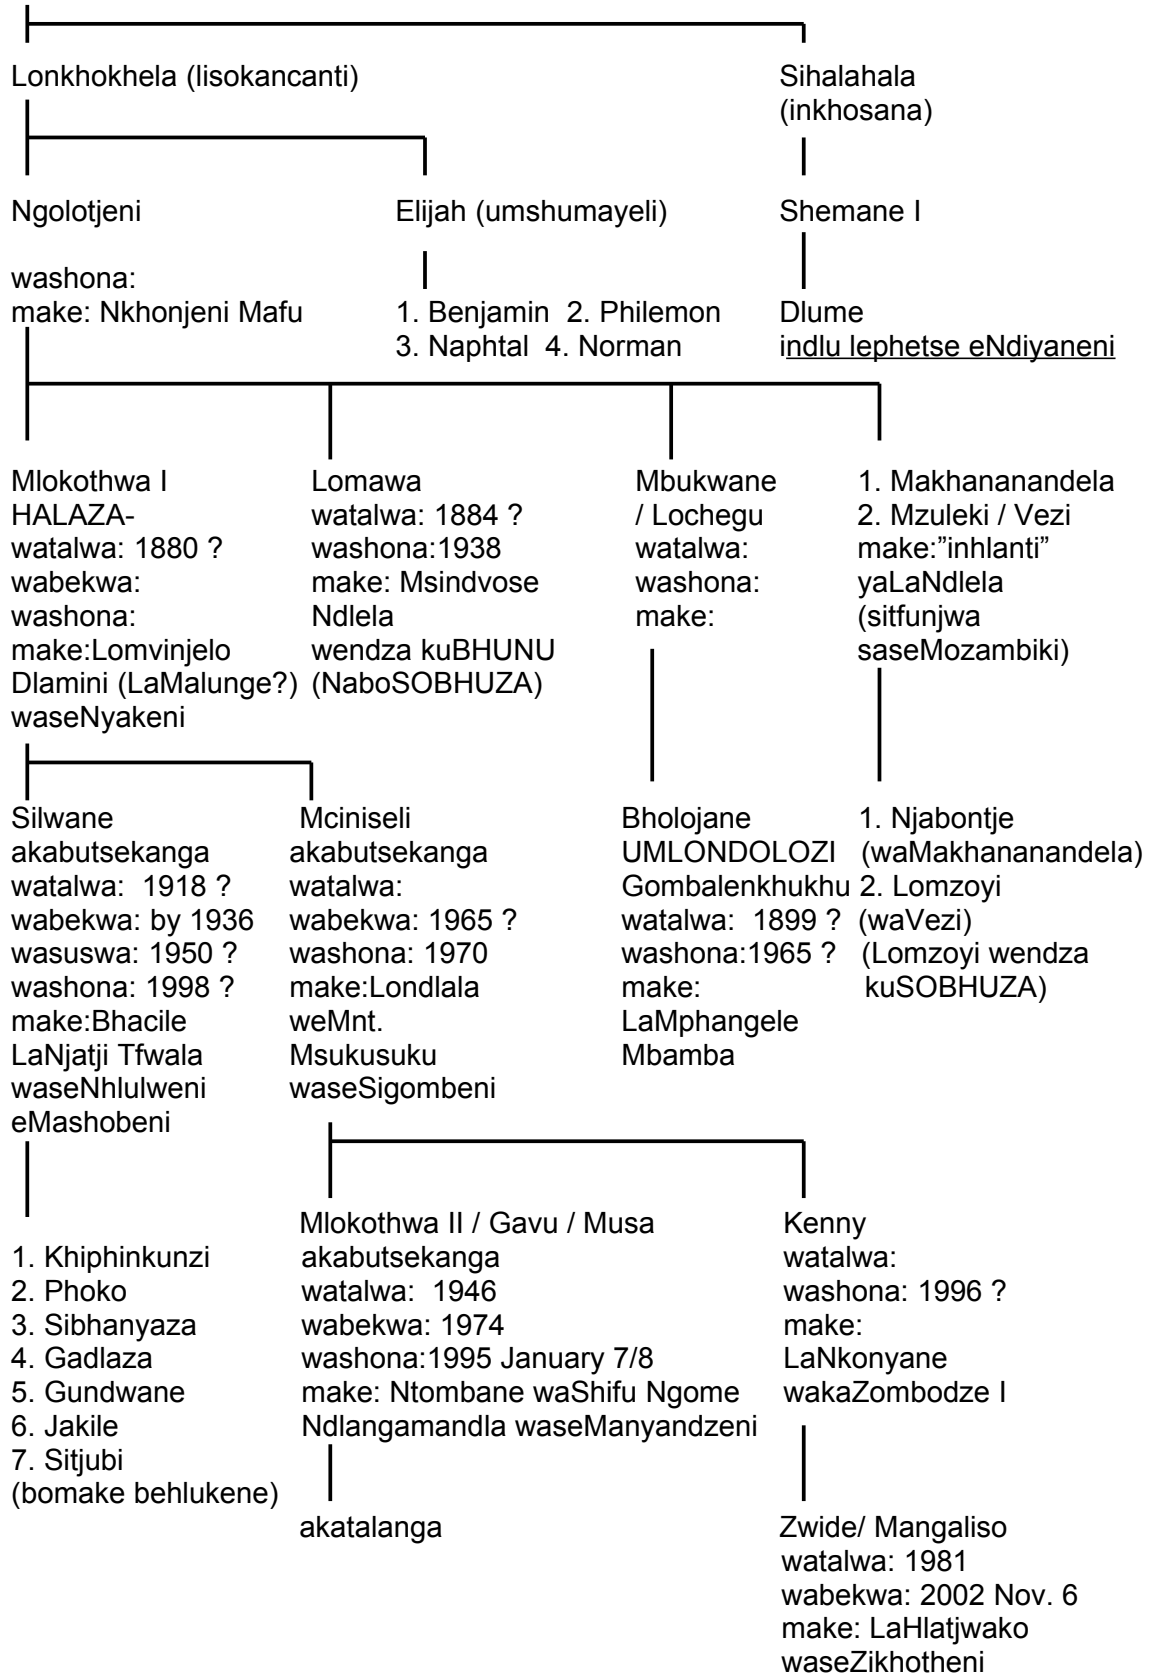 Lonkhokhela (lisokancanti)
Sihalahala
(inkhosana)
Ngolotjeni
washona:
make: Nkhonjeni Mafu
Elijah (umshumayeli)
1. Benjamin 2. Philemon
3. Naphtal 4. Norman
Shemane I
Dlume
indlu lephetse eNdiyaneni
Mlokothwa I
HALAZA-
watalwa: 1880 ?
wabekwa:
washona:
make:Lomvinjelo
Dlamini (LaMalunge?)
waseNyakeni
Lomawa
watalwa: 1884 ?
washona:1938
make: Msindvose
Ndlela
wendza kuBHUNU
(NaboSOBHUZA)
Mbukwane
/ Lochegu
watalwa:
washona:
make:
1. Makhananandela
2. Mzuleki / Vezi
make:”inhlanti”
yaLaNdlela
(sitfunjwa
saseMozambiki)
Silwane
akabutsekanga
watalwa: 1918 ?
wabekwa: by 1936
wasuswa: 1950 ?
washona: 1998 ?
make:Bhacile
LaNjatji Tfwala
waseNhlulweni
eMashobeni
Mciniseli
akabutsekanga
watalwa:
wabekwa: 1965 ?
washona: 1970
make:Londlala
weMnt.
Msukusuku
waseSigombeni
Bholojane
UMLONDOLOZI
Gombalenkhukhu
watalwa: 1899 ?
washona:1965 ?
make:
LaMphangele
Mbamba
1. Njabontje
(waMakhananandela)
2. Lomzoyi
(waVezi)
(Lomzoyi wendza
kuSOBHUZA)
1. Khiphinkunzi
2. Phoko
3. Sibhanyaza
4. Gadlaza
5. Gundwane
6. Jakile
7. Sitjubi
(bomake behlukene)
Mlokothwa II / Gavu / Musa
akabutsekanga
watalwa: 1946
wabekwa: 1974
washona:1995 January 7/8
make: Ntombane waShifu Ngome
Ndlangamandla waseManyandzeni
akatalanga
Kenny
watalwa:
washona: 1996 ?
make:
LaNkonyane
wakaZombodze I
Zwide/ Mangaliso
watalwa: 1981
wabekwa: 2002 Nov. 6
make: LaHlatjwako
waseZikhotheni